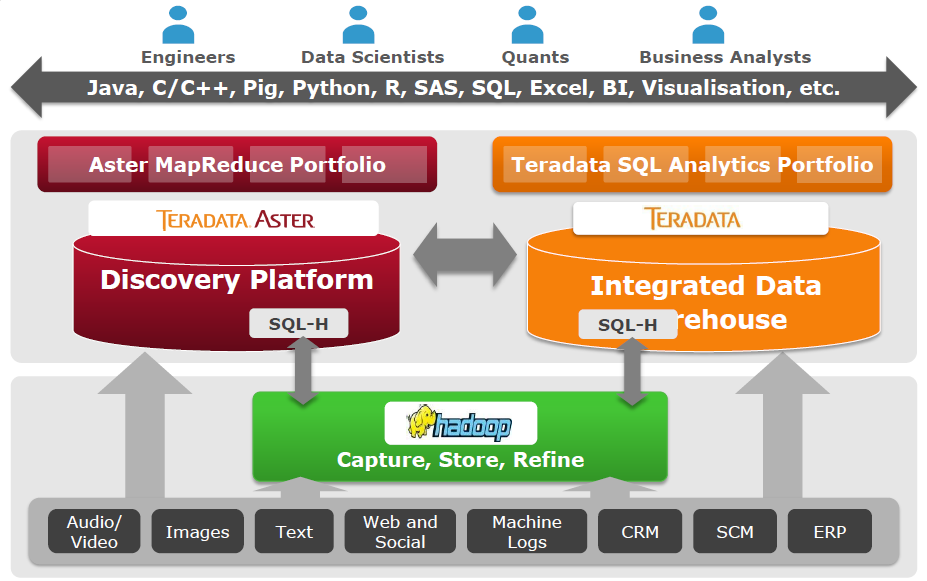 Engineers
Data Scientists
Quants
Business Analysts
Java, C/C++, Pig, Python, R, SAS, SQL, Excel, BI, Visualisation, etc.
Aster MapReduce Portfolio
Teradata SQL Analytics Portfolio
TERADATA ASTER
TERADATA
Discovery Platform
Integrated Data
rehouse
SQL-H
SQL-H
hadoop
Capture, Store, Refine
Audio/
Video
Images
Text
Web and
Social
Machine
Logs
CRM
SCM
ERP